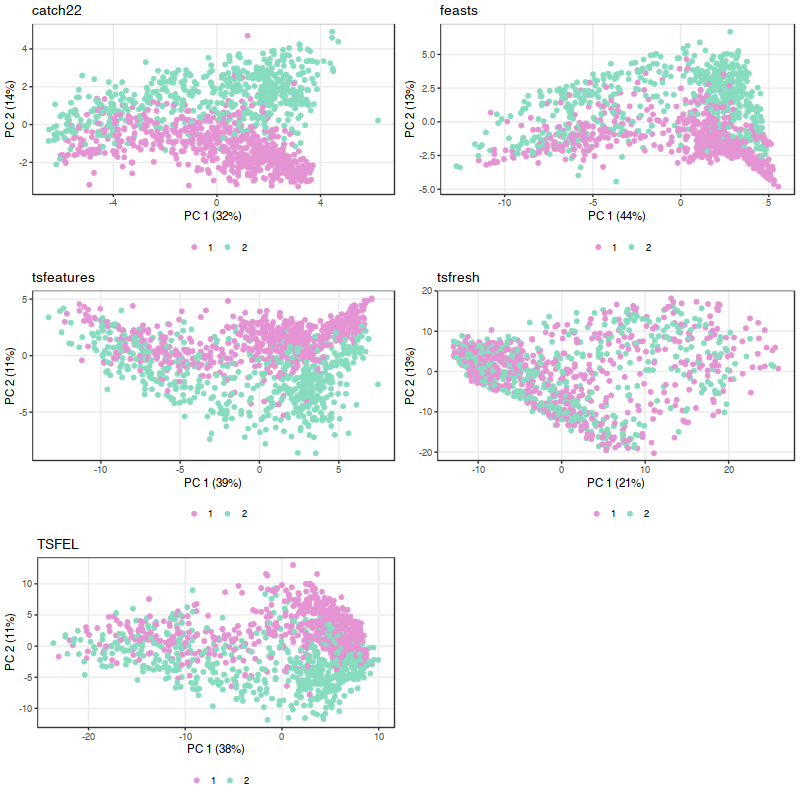 catch22 feasts
PC 2 (14%) PC 2 (13%)
4 2 0 -2 5.0 2.5 0.0 -2.5 -5.0
-4 0 4 -10 -5 0 5
PC 1 (32%) PC 1 (44%)
1 2 1 2
tsfeatures tsfresh
PC 2 (11%) PC 2 (13%)
5 0 -5 20 10 0 -10 -20
-10 -5 0 5 -10 0 10 20
PC 1 (39%) PC 1 (21%)
1 2 1 2
TSFEL
PC 2 (11%)
10 5 0 -5 -10
-20 -10 0 10
PC 1 (38%)
1 2